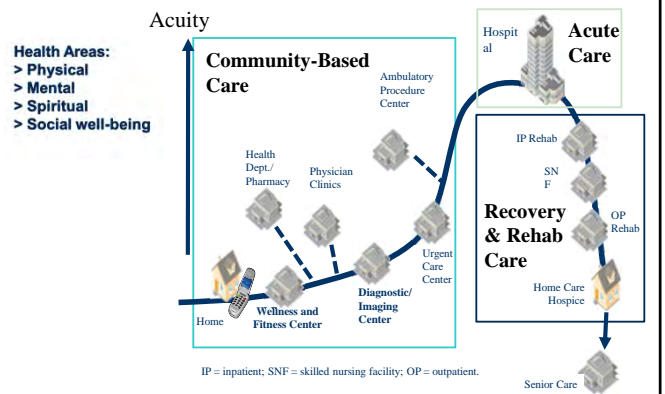 Acuity
Health Areas:
> Physical
> Mental
> Spiritual
> Social well-being
Community-Based
Care
Ambulatory
Procedure
Center
Health
Dept./
Pharmacy
Physician
Clinics
Urgent
Care
Center
Diagnostic/
Imaging
Center
Wellness and
Fitness Center
Home
Hospit
al
Acute
Care
IP Rehab
SN
F
OP
Rehab
Recovery
& Rehab
Care
Home Care
Hospice
Senior Care
IP = inpatient; SNF = skilled nursing facility; OP = outpatient.